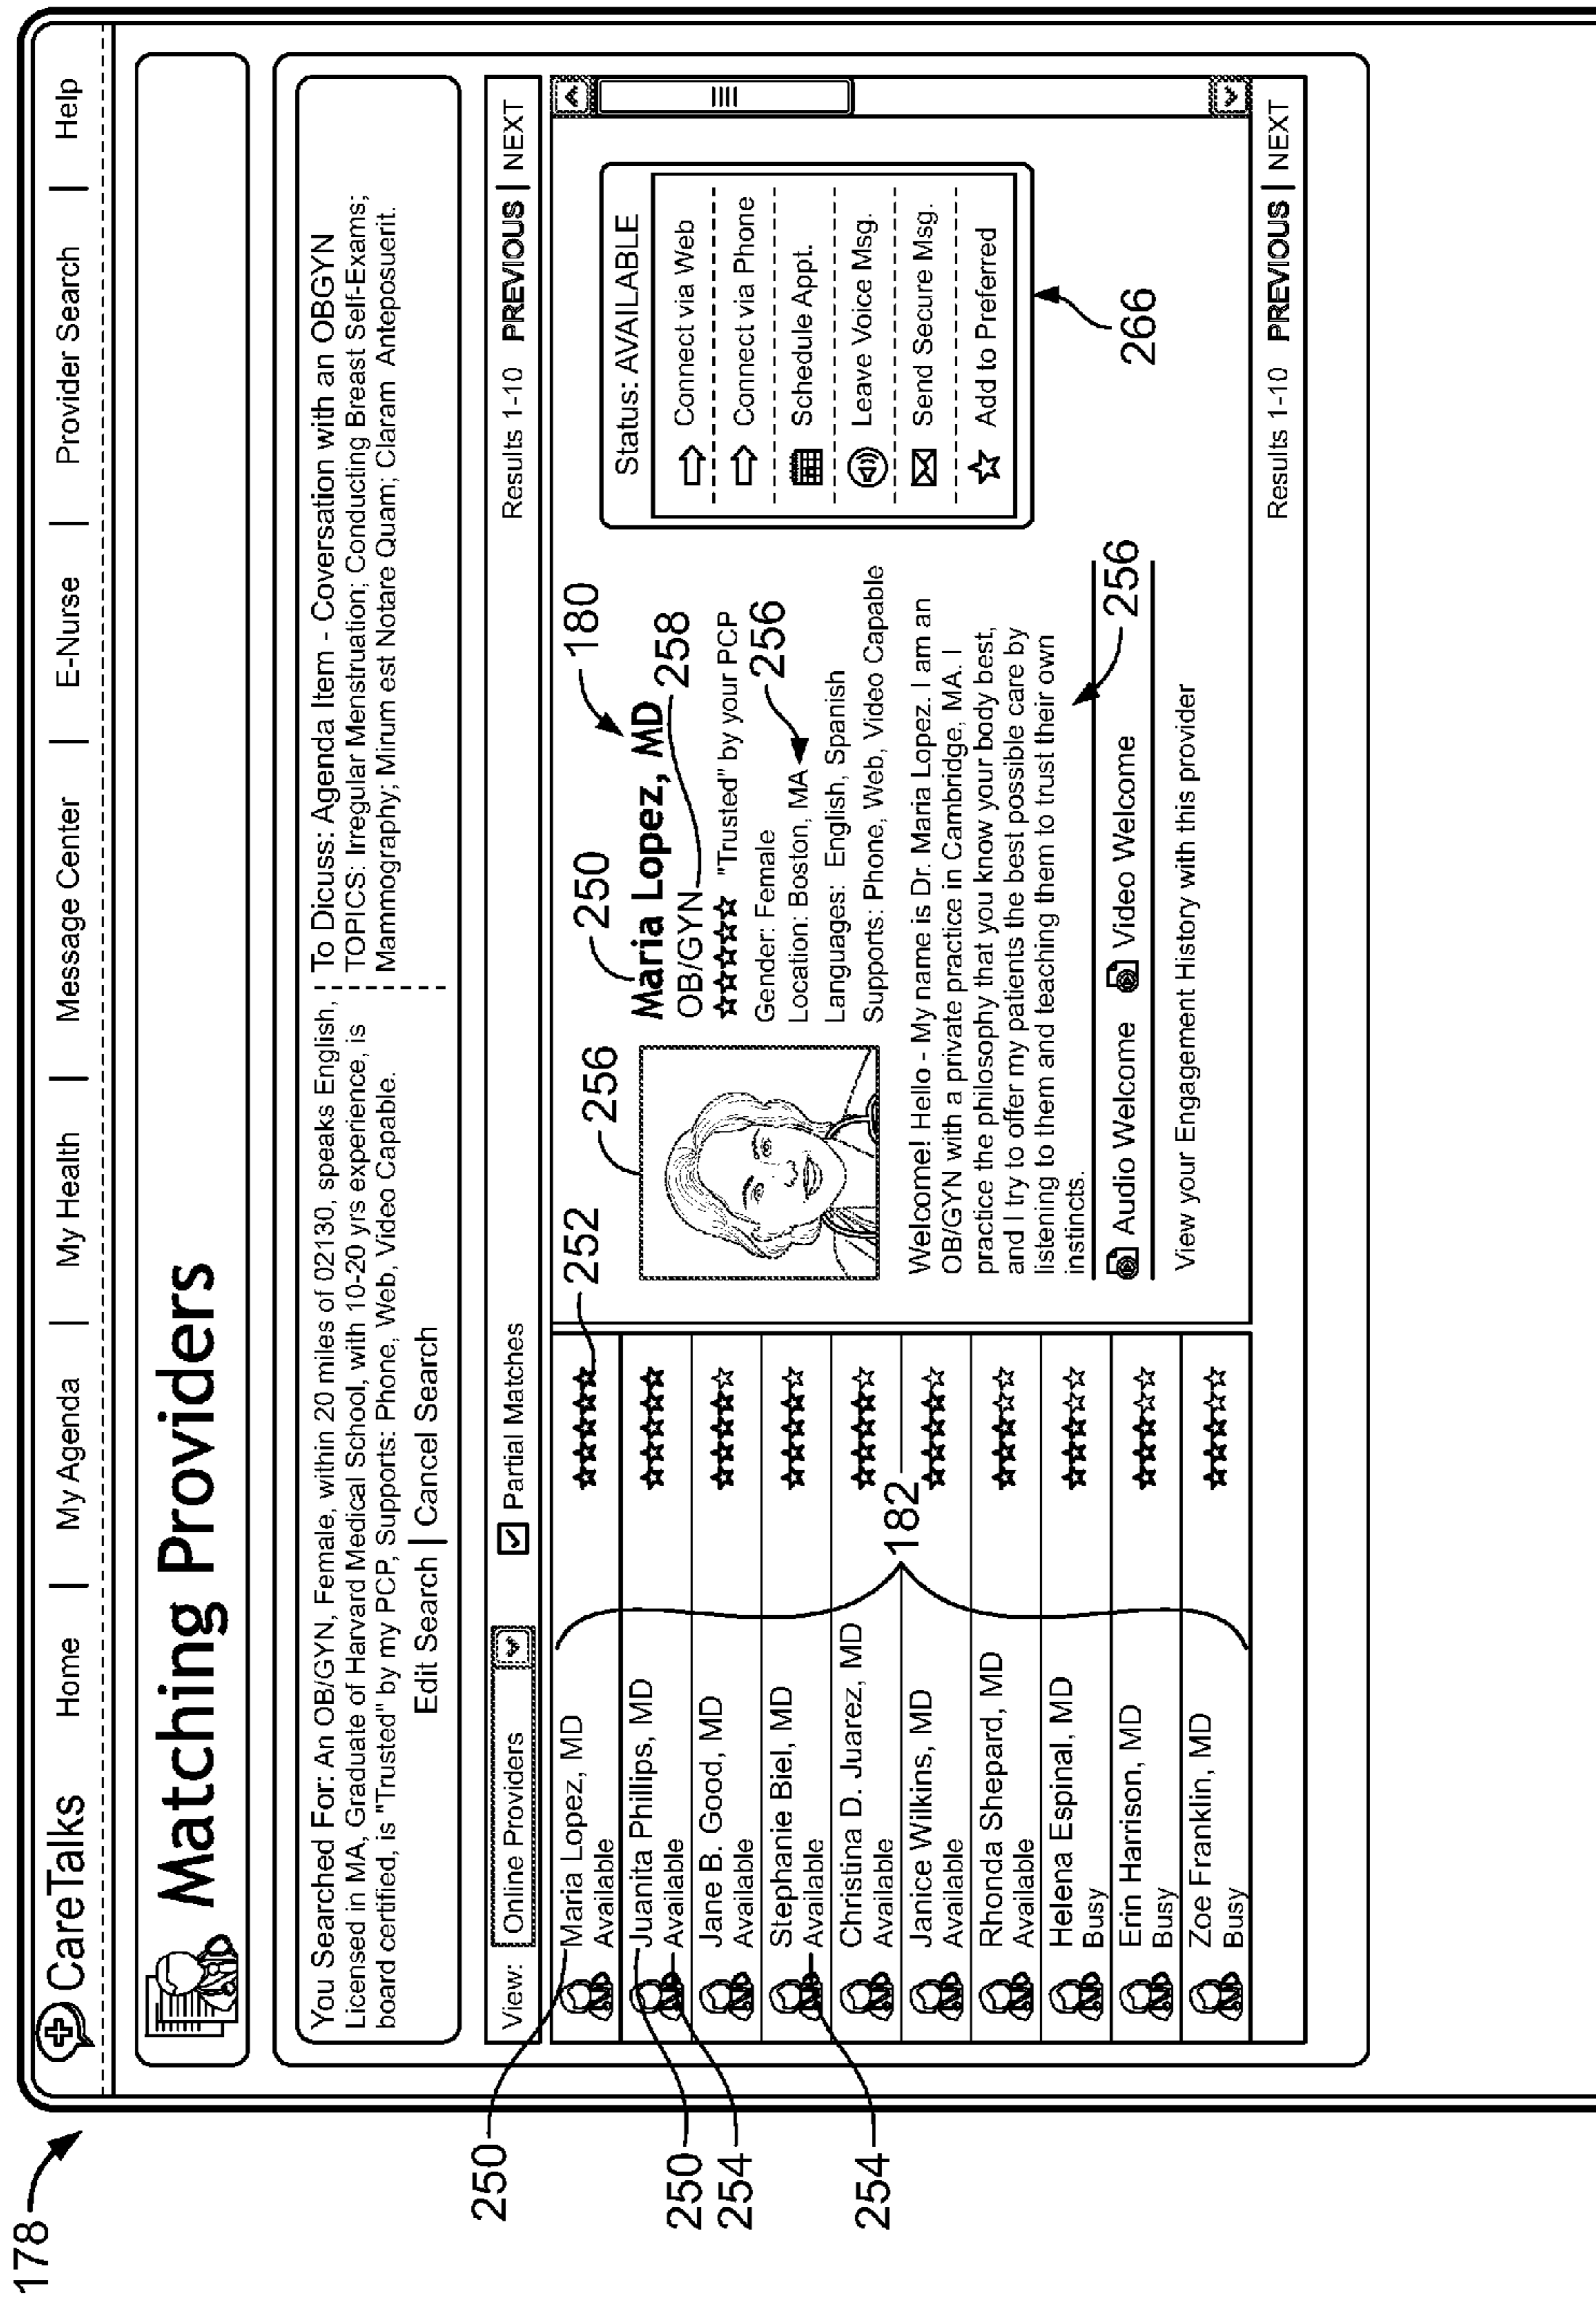 178
CareTalks Home | My Agenda | My Health | Message Center | E-Nurse | Provider Search | Help
Matching Providers
You Searched For: An OB/GYN, Female, within 20 miles of 02130, speaks English,
Licensed in MA, Graduate of Harvard Medical School, with 10-20 yrs experience, is
board certified, is "Trusted" by my PCP, Supports: Phone, Web, Video Capable.
Edit Search | Cancel Search
To Dicuss: Agenda Item - Coversation with an OBGYN
TOPICS: Irregular Menstruation; Conducting Breast Self-Exams;
Mammography; Mirum est Notare Quam; Claram Anteposuerit.
View: Online Providers Partial Matches Results 1-10 PREVIOUS | NEXT
250
Maria Lopez, MD
Available
252
250
Juanita Phillips, MD
Available
254
Jane B. Good, MD
Available
Stephanie Biel, MD
Available
254
Christina D. Juarez, MD
Available
182
Janice Wilkins, MD
Available
Rhonda Shepard, MD
Available
Helena Espinal, MD
Busy
Erin Harrison, MD
Busy
Zoe Franklin, MD
Busy
256
250
180
Maria Lopez, MD
OB/GYN
258
"Trusted" by your PCP
Gender: Female
256
Location: Boston, MA
Languages: English, Spanish
Supports: Phone, Web, Video Capable
Welcome! Hello - My name is Dr. Maria Lopez. I am an
OB/GYN with a private practice in Cambridge, MA. I
practice the philosophy that you know your body best,
and I try to offer my patients the best possible care by
listening to them and teaching them to trust their own
instincts.
256
Audio Welcome Video Welcome
View your Engagement History with this provider
Status: AVAILABLE
Connect via Web
Connect via Phone
Schedule Appt.
Leave Voice Msg.
Send Secure Msg.
Add to Preferred
266
Results 1-10 PREVIOUS | NEXT